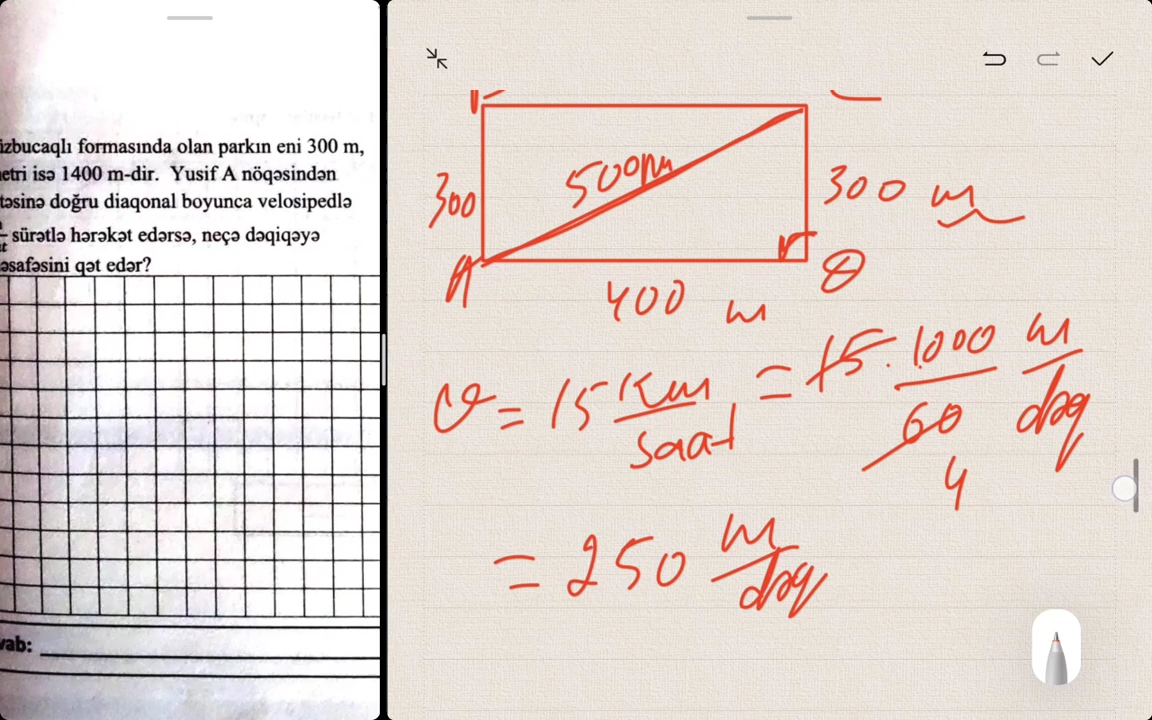 izbucaqlı formasında olan parkın eni 300 m,
etri isə 1400 m-dir. Yusif A nöqəsindən
təsinə doğru diaqonal boyunca velosipedlə
sürətlə hərəkət edərsə, neçə dəqiqəyə
əsafəsini qət edər?
vab:
500m
300
300 m
A
400 m
B
v = 15 km/saat = 15 · 1000/60 m/dəq
4
= 250 m/dəq